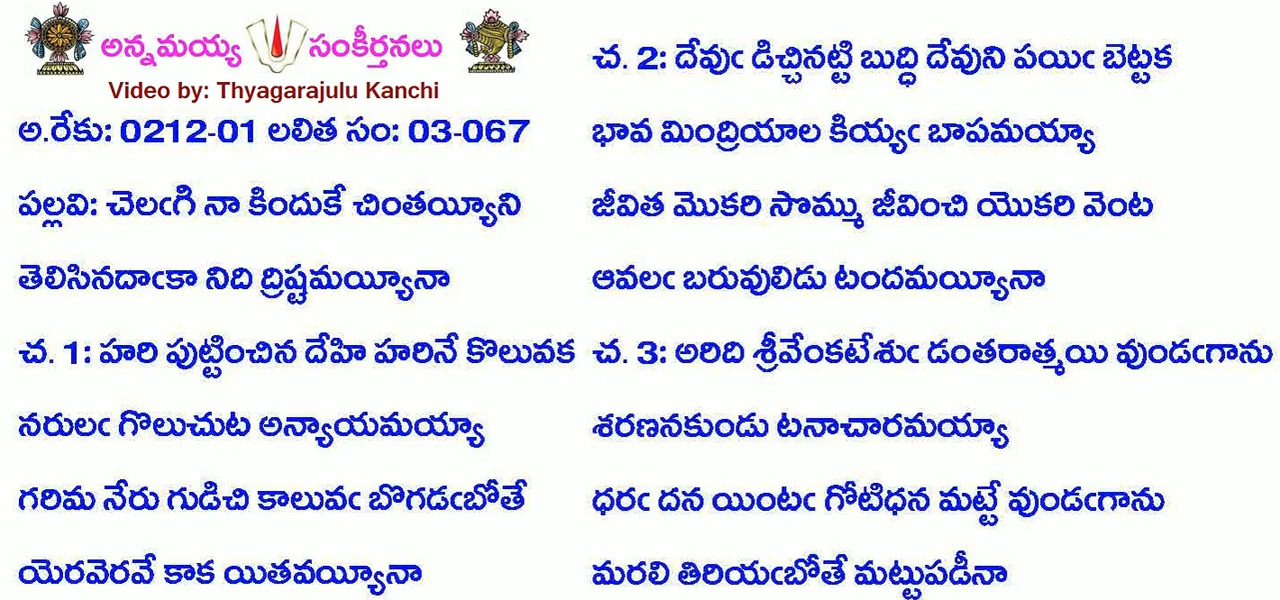 అన్నమయ్య సంకీర్తనలు
Video by: Thyagarajulu Kanchi
అ.రేకు: 0212-01 లలిత సం: 03-067
పల్లవి: చెలఁగి నా కిందుకే చింతయ్యీని
తెలిసినదాఁకా నిది ద్రిష్టమయ్యీనా
చ. 1: హరి పుట్టించిన దేహి హరినే కొలువక
నరులఁ గొలుచుట అన్యాయమయ్యా
గరిమ నేరు గుడిచి కాలువఁ బొగడఁబోతే
యెరవెరవే కాక యితవయ్యీనా
చ. 2: దేవుఁ డిచ్చినట్టి బుద్ధి దేవుని పయిఁ బెట్టక
భావ మింద్రియాల కియ్యఁ బాపమయ్యా
జీవిత మొకరి సొమ్ము జీవించి యొకరి వెంట
ఆవలఁ బరువులిడు టందమయ్యీనా
చ. 3: అరిది శ్రీవేంకటేశుఁ డంతరాత్మయి వుండఁగాను
శరణనకుండు టనాచారమయ్యా
ధరఁ దన యింటఁ గోటిధన మట్టే వుండఁగాను
మరలి తిరియఁబోతే మట్టుపడీనా